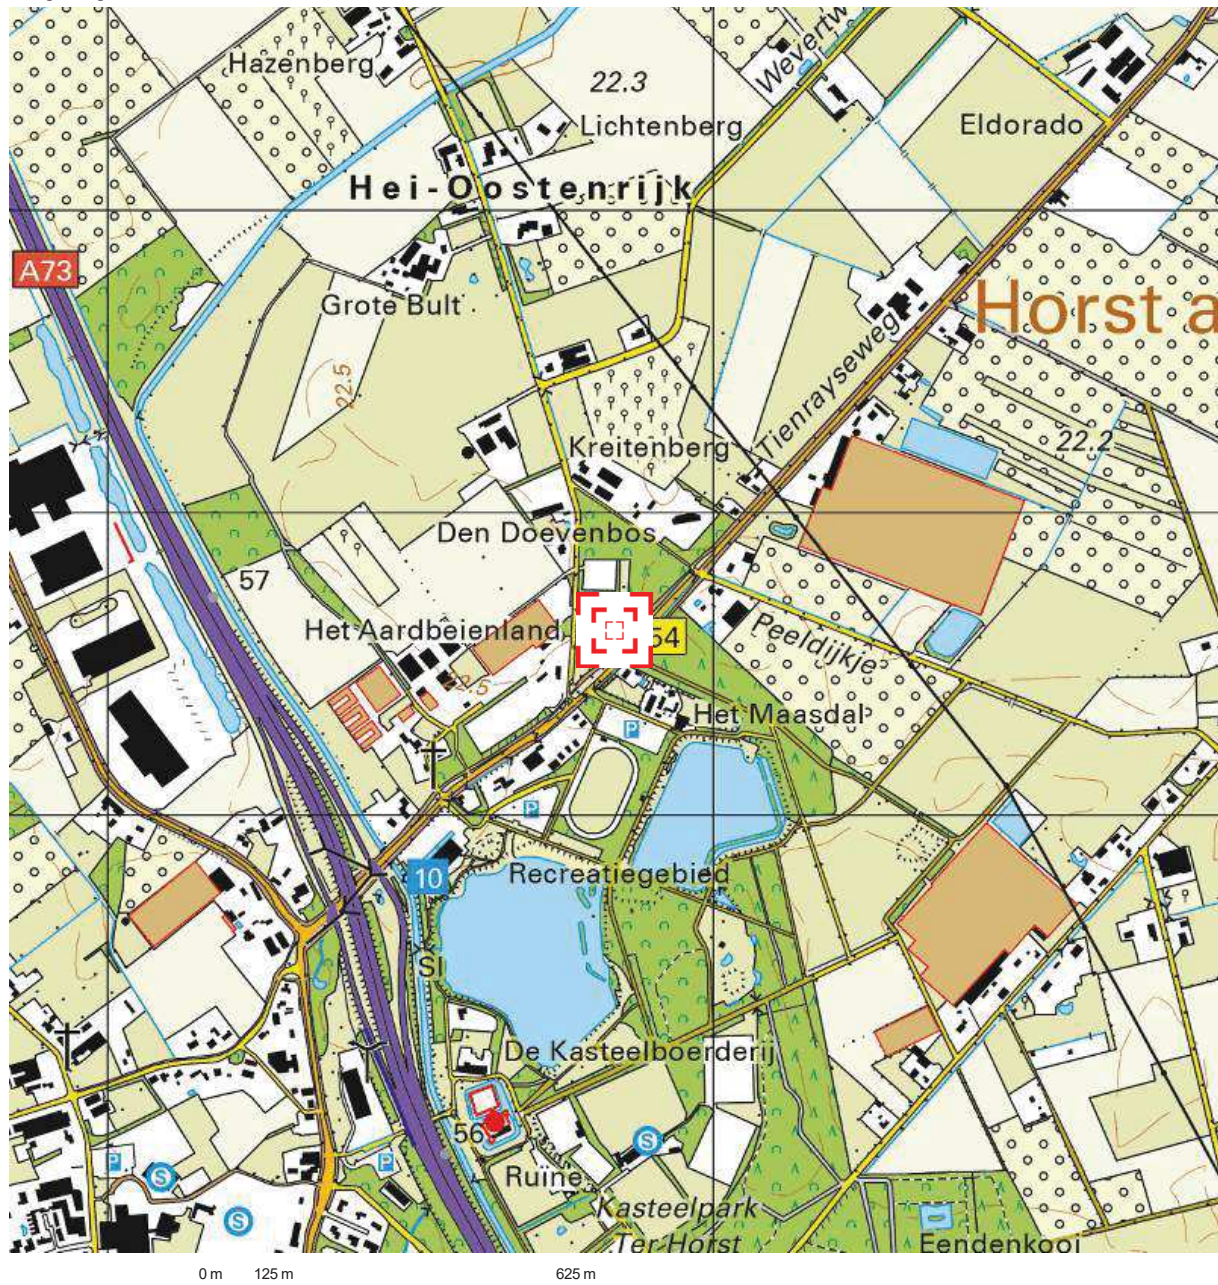 Hazenberg
22.3
Wevertw
Lichtenberg
Eldorado
Hei-Oostenrijk
A73
Grote Bult
Horst a
22.5
Tienrayseweg
Kreitenberg
22.2
Den Doevenbos
57
Het Aardbeienland
54
Peeldijkje
22.5
Het Maasdal
P
P
10
Recreatiegebied
Sl
De Kasteelboerderij
56
S
P
P
S
Ruïne
S
Kasteelpark
Ter Horst
Eendenkooi
0 m 125 m 625 m